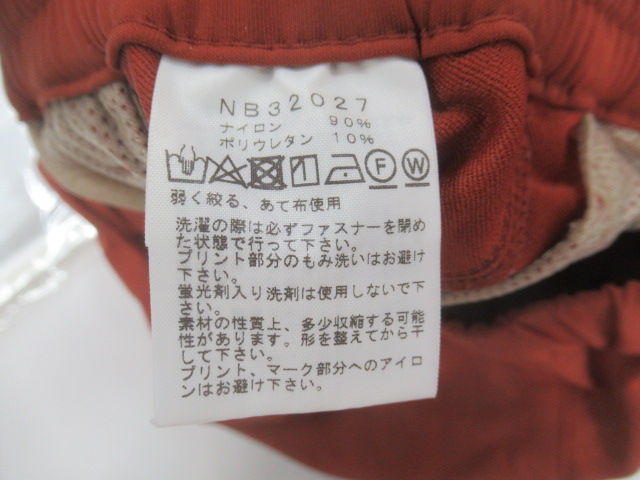 NB32027
ナイロン 90%
ポリウレタン 10%
F W
弱く絞る、あて布使用
洗濯の際は必ずファスナーを閉め
た状態で行って下さい。
プリント部分のもみ洗いはお避け
下さい。
蛍光剤入り洗剤は使用しないで下
さい。
素材の性質上、多少収縮する可能
性があります。形を整えてから干
して下さい。
プリント、マーク部分へのアイロ
ンはお避け下さい。